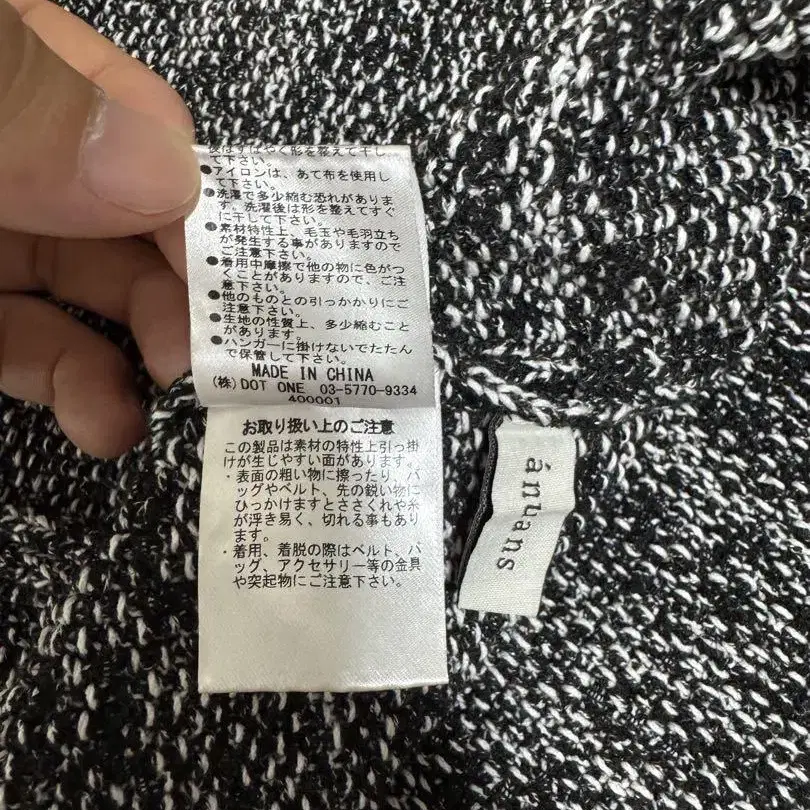 て下さい。
●アイロンは、あて布を使用し
て下さい。
●洗濯で多少縮む恐れがありま
す。洗濯後は形を整えてすぐ
に干して下さい。
●素材特性上、毛玉や毛羽立ち
が発生する事がありますので
ご注意下さい。
●着用中摩擦で他の物に色がつ
くことがありますので、ご注
意下さい。
●他のものとの引っかかりにご
注意下さい。
●生地の性質上、多少縮むこと
があります。
●ハンガーに掛けないでたたん
で保管して下さい。
MADE IN CHINA
(株)DOT ONE 03-5770-9334
400001
お取り扱い上のご注意
この製品は素材の特性上引っ掛
けが生じやすい面があります。
・表面の粗い物に擦ったり、バ
ッグやベルト、先の鋭い物に
ひっかけますとささくれや糸
が浮き易く、切れる事もあり
ます。
・着用、着脱の際はベルト、バ
ッグ、アクセサリー等の金具
や突起物にご注意下さい。
ánuans